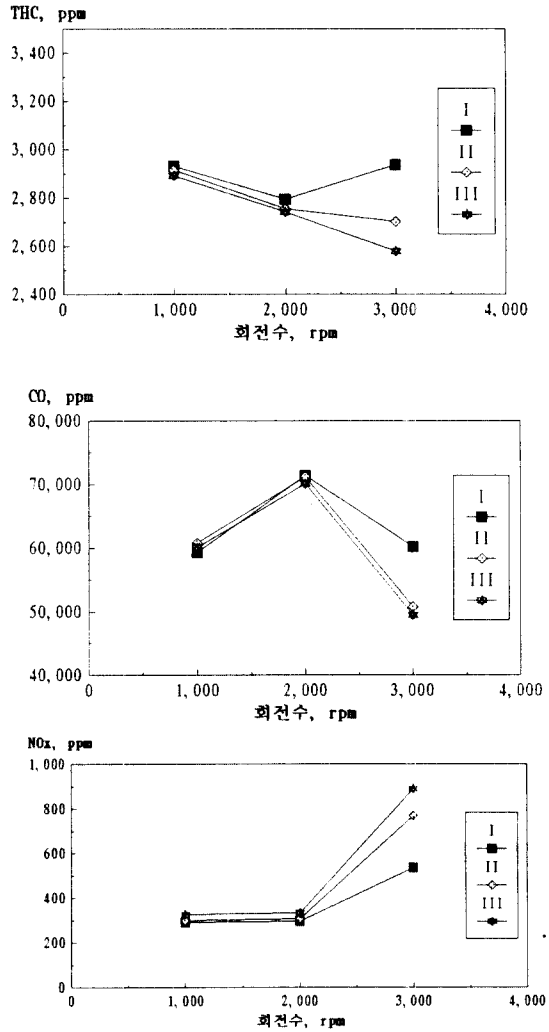 THC, ppm
3,400
3,200
3,000
2,800
2,600
2,400
0
1,000
2,000
3,000
4,000
회전수, rpm
I
II
III
CO, ppm
80,000
70,000
60,000
50,000
40,000
0
1,000
2,000
3,000
4,000
회전수, rpm
I
II
III
NOx, ppm
1,000
800
600
400
200
0
0
1,000
2,000
3,000
4,000
회전수, rpm
I
II
III